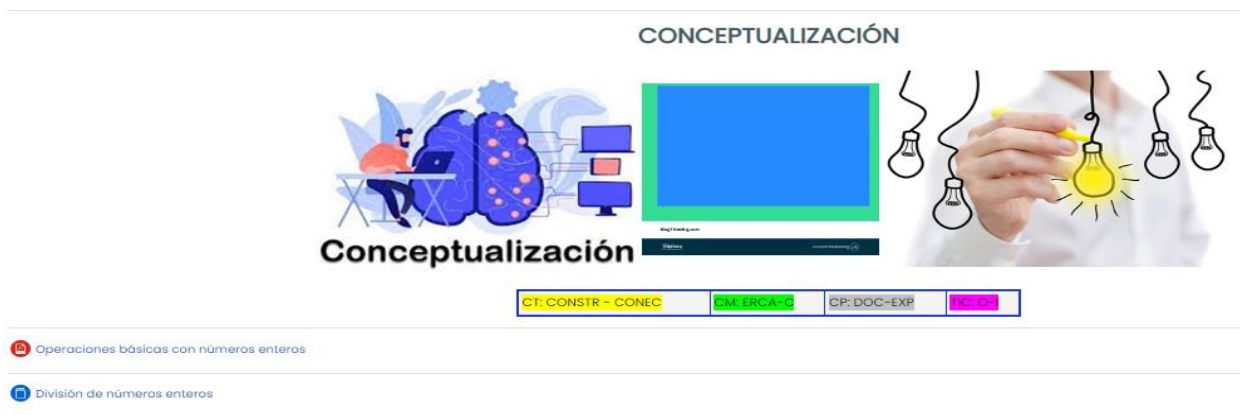 CONCEPTUALIZACIÓN
Conceptualización
CT: CONSTR - CONEC CM: ERCA-C CP: DOC-EXP TIC: O-I
Operaciones básicas con números enteros
División de números enteros